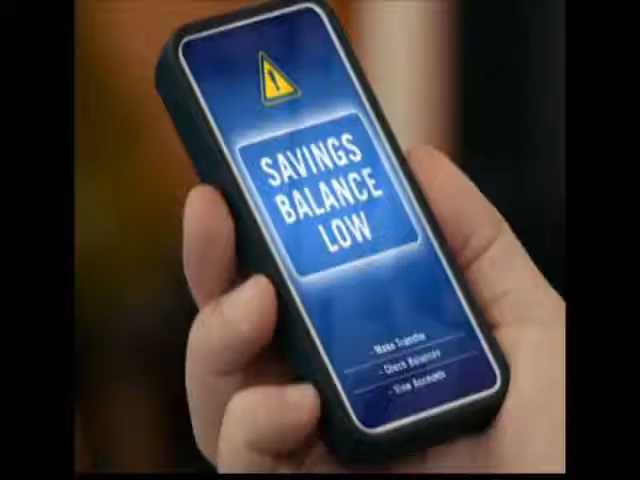 SAVINGS
BALANCE
LOW
- Make Transfer
- Check Balances
- View Accounts